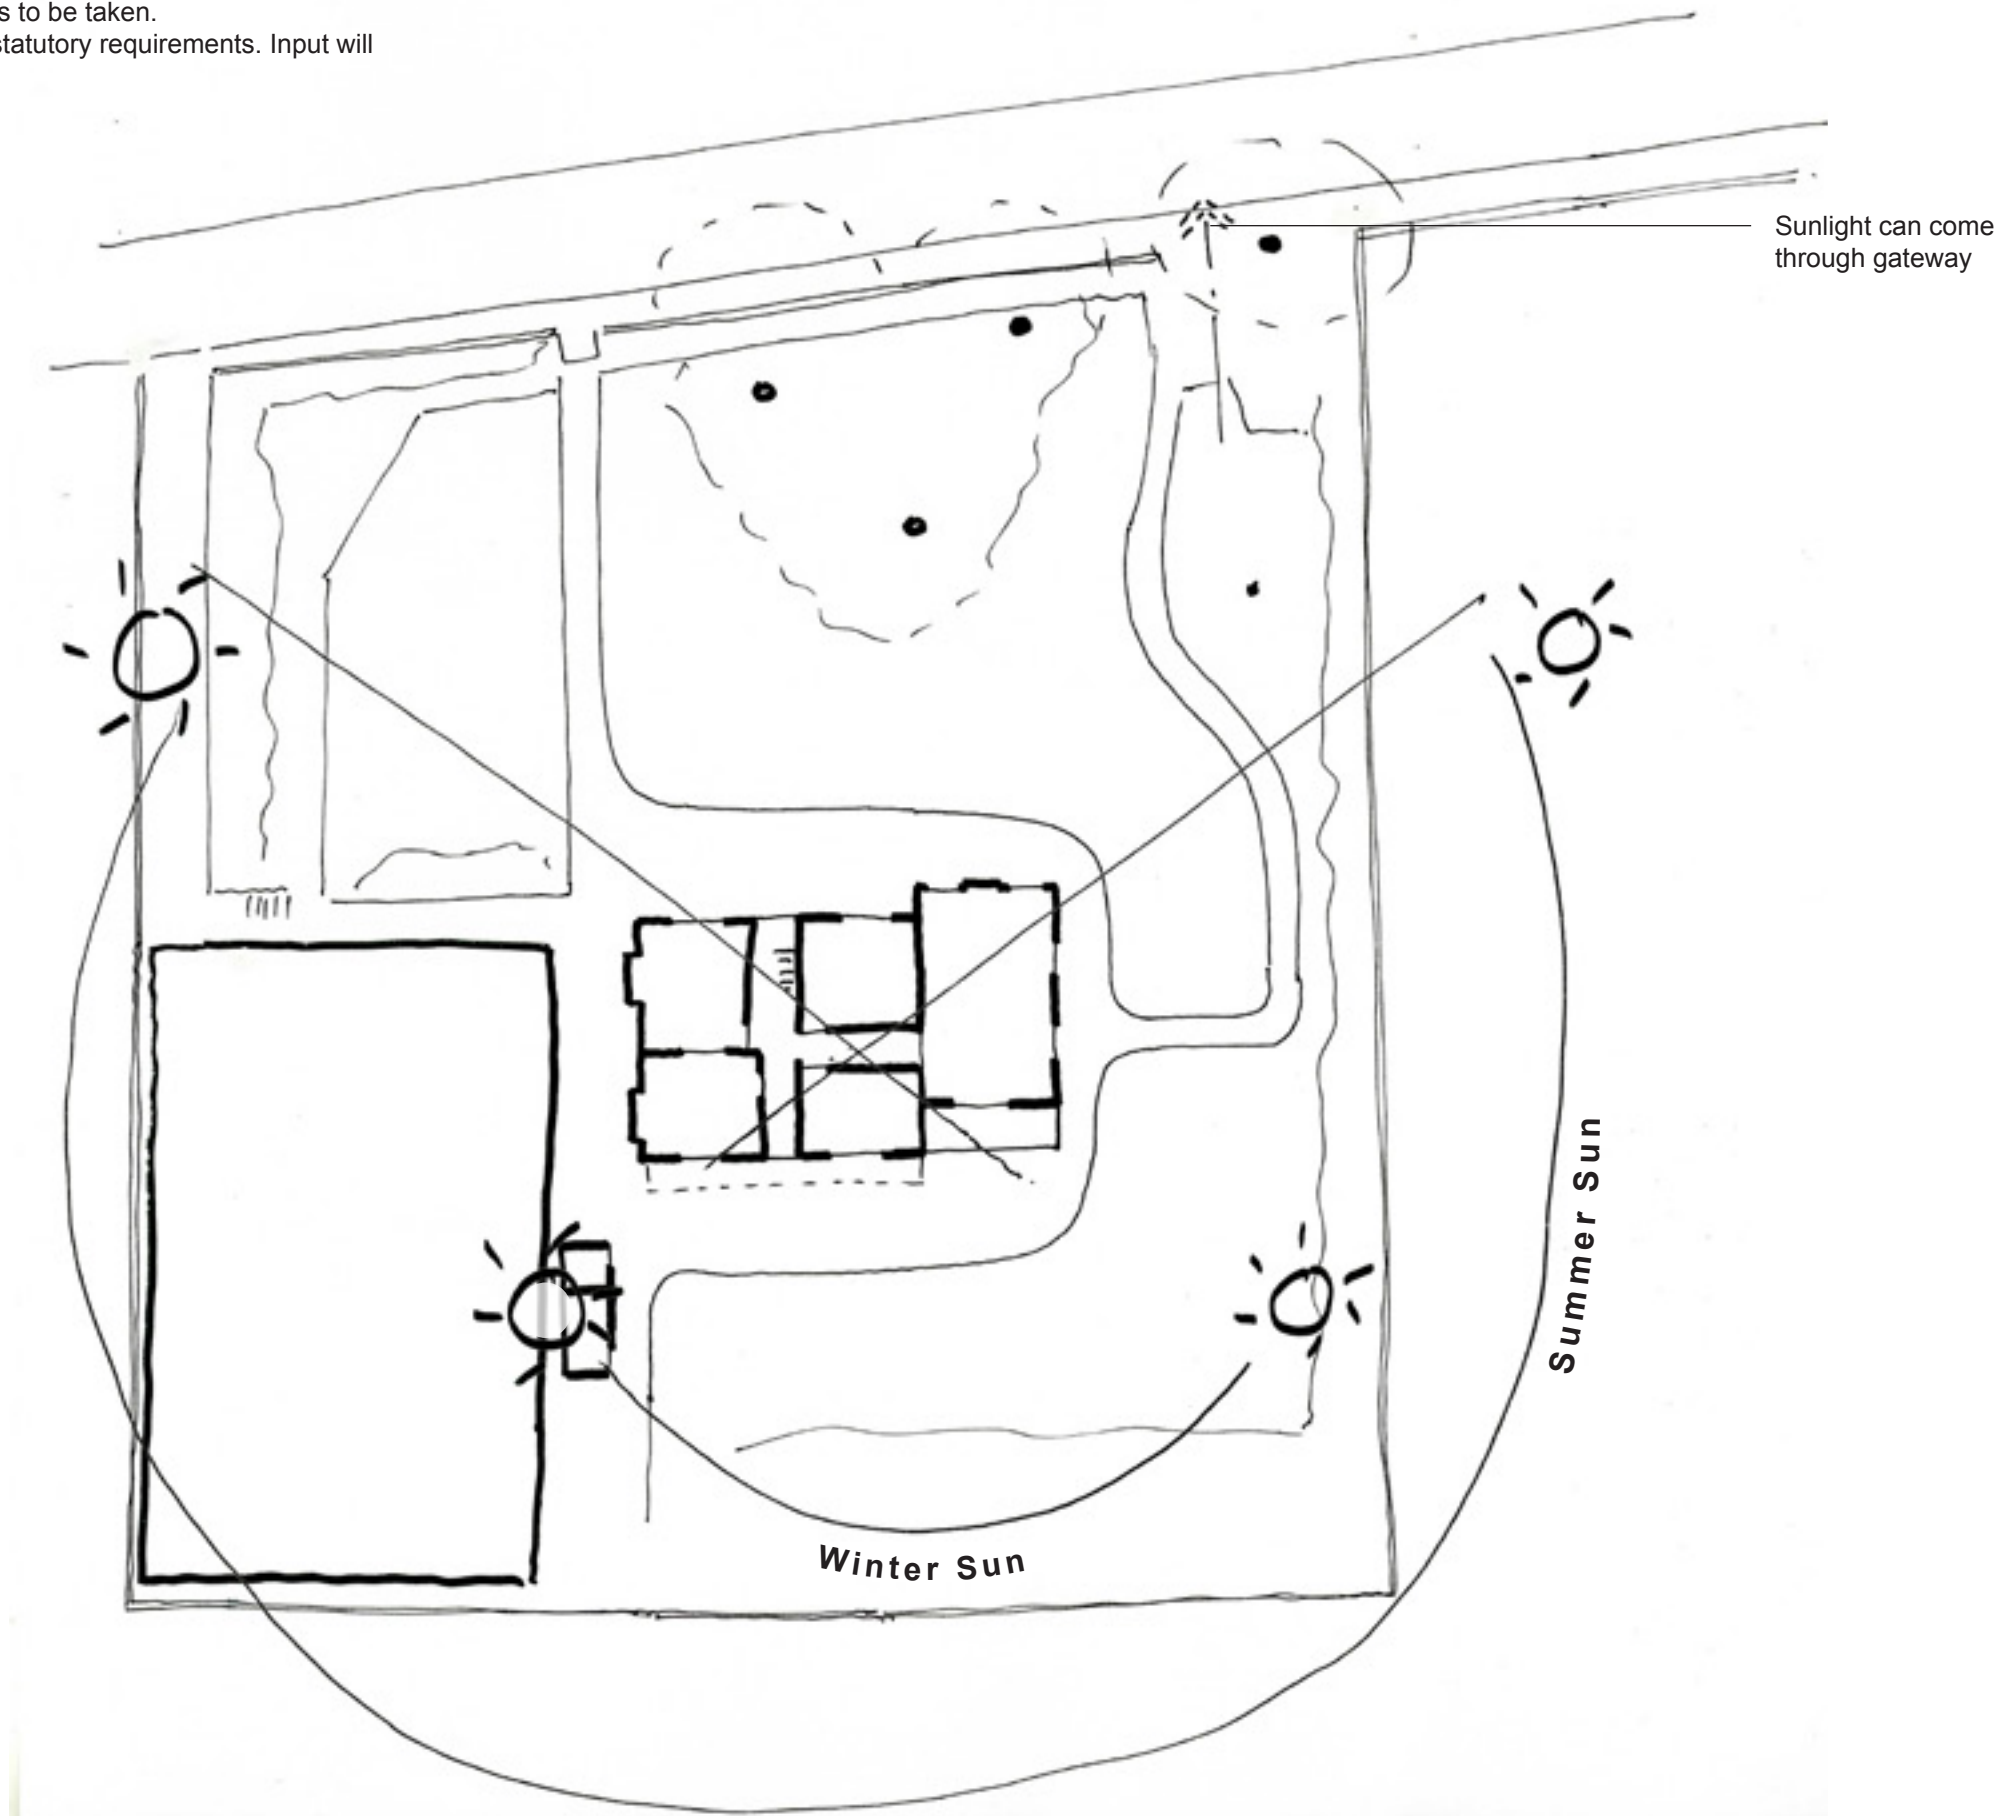 s to be taken.
statutory requirements. Input will
Sunlight can come
through gateway
Summer Sun
Winter Sun